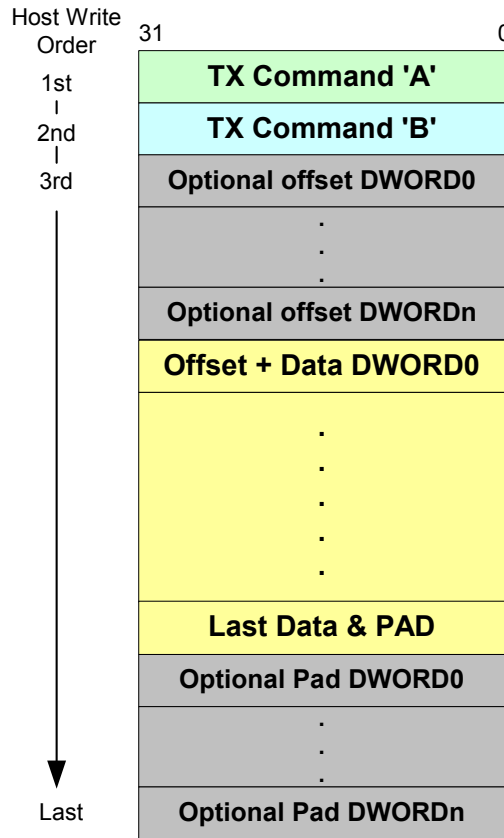 Host Write
Order
31
0
1st
TX Command 'A'
2nd
TX Command 'B'
3rd
Optional offset DWORD0
.
.
.
Optional offset DWORDn
Offset + Data DWORD0
.
.
.
.
.
Last Data & PAD
Optional Pad DWORD0
.
.
.
Last
Optional Pad DWORDn